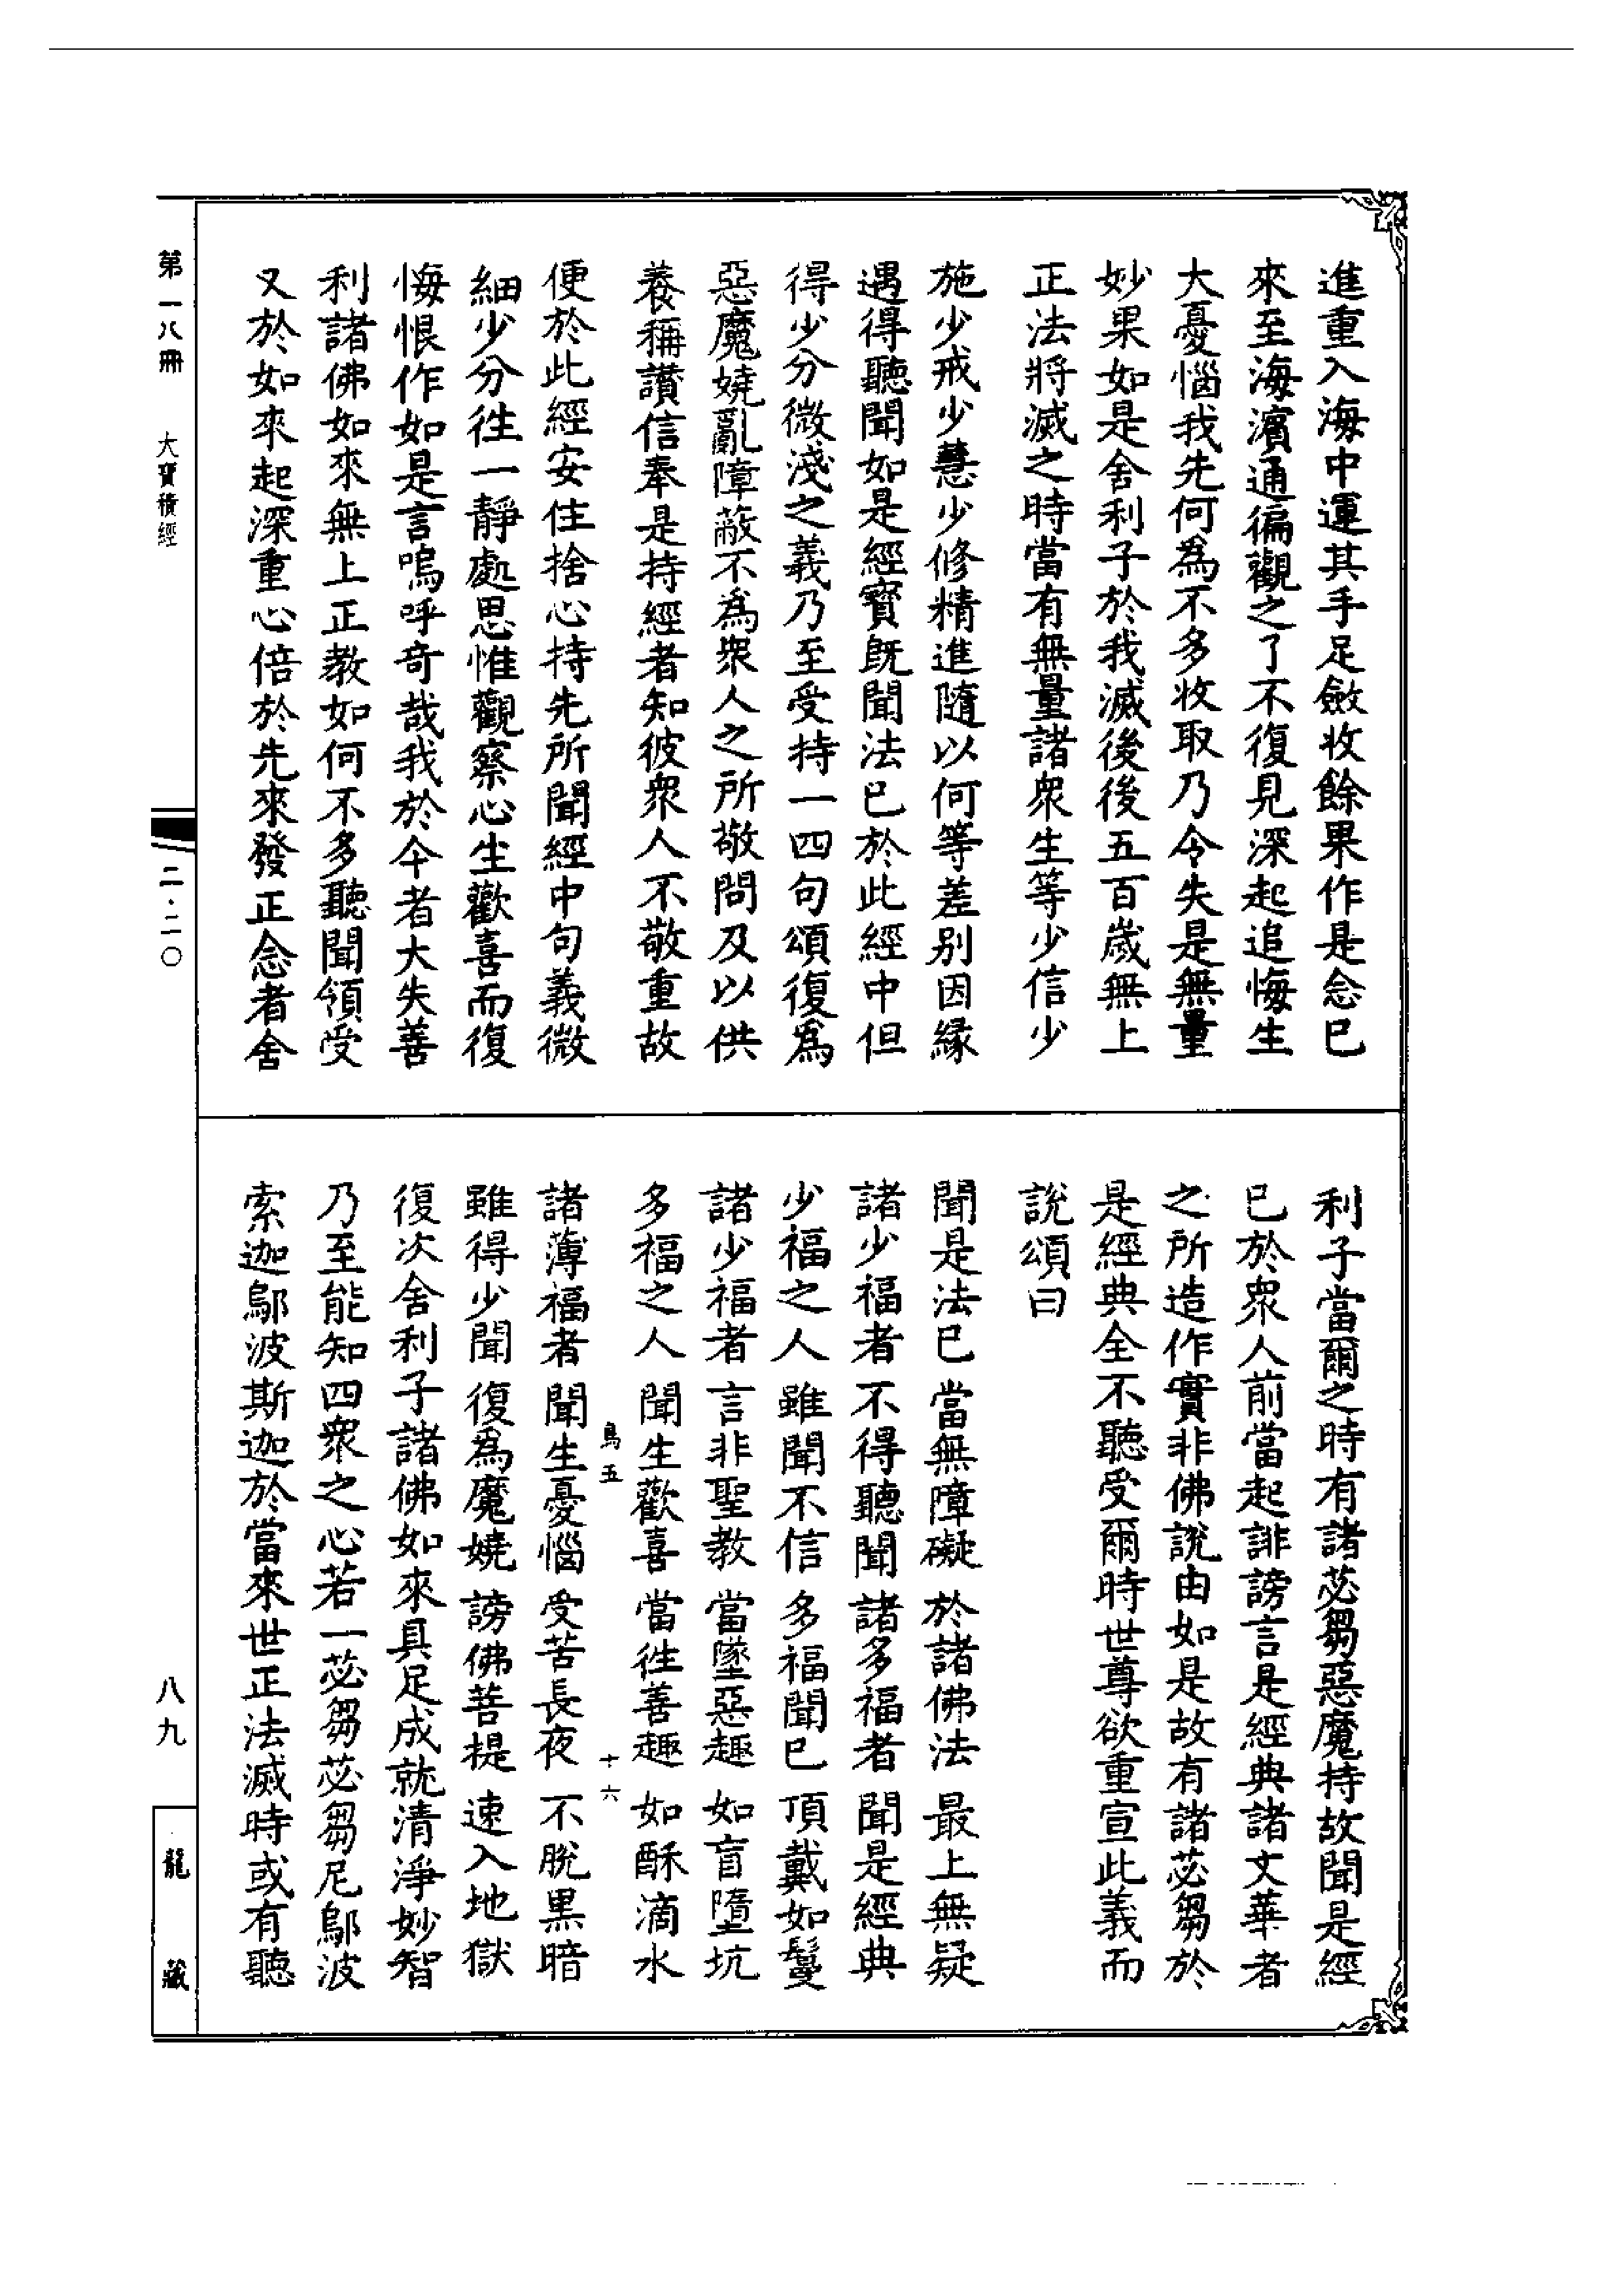 進重入海中運其手足斂收餘果作是念已
來至海濱通徧觀之了不復見深起追悔生
大憂惱我先何為不多收取乃令失是無量
妙果如是舍利子於我滅後後五百歲無上
正法將滅之時當有無量諸衆生等少信少
施少戒少慧少修精進隨以何等差别因緣
遇得聽聞如是經寶旣聞法已於此經中但
得少分微淺之義乃至受持一四句頌復為
惡魔嬈亂障蔽不為衆人之所敬問及以供
養稱讃信奉是持經者知彼衆人不敬重故
便於此經安住捨心持先所聞經中句義微
細少分徃一靜處思惟觀察心生歡喜而復
悔恨作如是言嗚呼奇哉我於今者大失善
利諸佛如來無上正教如何不多聽聞領受
又於如來起深重心倍於先來發正念者舍
利子當爾之時有諸苾芻惡魔持故聞是經
已於衆人前當起誹謗言是經典諸文華者
之所造作實非佛説由如是故有諸苾芻於
是經典全不聽受爾時世尊欲重宣此義而
説頌曰
聞是法已 當無障礙 於諸佛法 最上無疑
諸少福者 不得聽聞 諸多福者 聞是經典
少福之人 雖聞不信 多福聞已 頂戴如鬘
諸少福者 言非聖教 當墜惡趣 如盲墮坑
多福之人 聞生歡喜 當徃善趣 如酥滴水
鳥五 十六
諸薄福者 聞生憂惱 受苦長夜 不脫黒暗
雖得少聞 復為魔嬈 謗佛菩提 速入地獄
復次舍利子諸佛如來具足成就清淨妙智
乃至能知四衆之心若一苾芻苾芻尼鄔波
索迦鄔波斯迦於當來世正法滅時或有聽
第一八冊 大寶積經
二·二〇
八九
龍藏